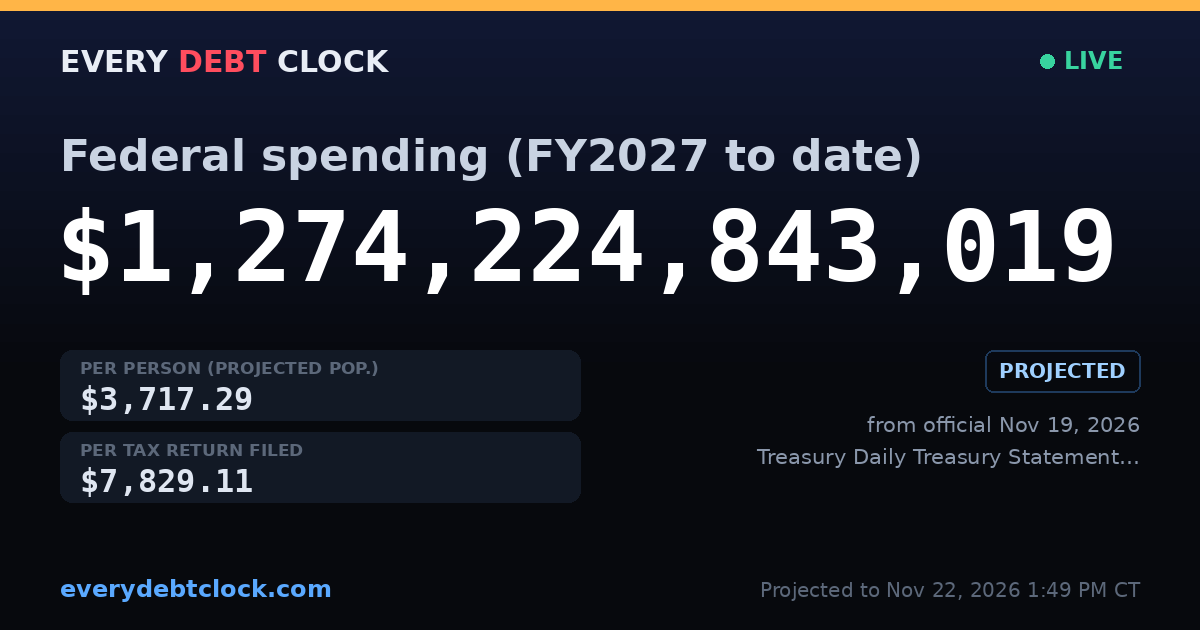 EVERY DEBT CLOCK
LIVE
Federal spending (FY2027 to date)
$1,274,224,843,019
PER PERSON (PROJECTED POP.)
$3,717.29
PER TAX RETURN FILED
$7,829.11
PROJECTED
from official Nov 19, 2026
Treasury Daily Treasury Statement…
everydebtclock.com
Projected to Nov 22, 2026 1:49 PM CT